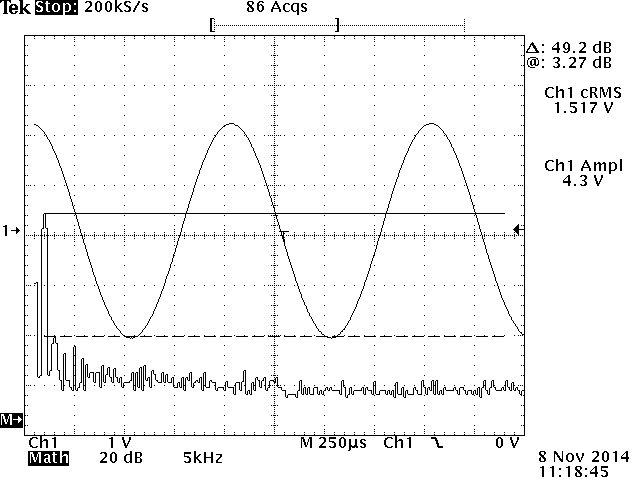 Tek Stop: 200kS/s 86 Acqs
Δ: 49.2 dB
@: 3.27 dB
Ch1 cRMS
1.517 V
Ch1 Ampl
4.3 V
1→
T
M→
Ch1 1 V M 250µs Ch1 0 V
Math 20 dB 5kHz
8 Nov 2014
11:18:45